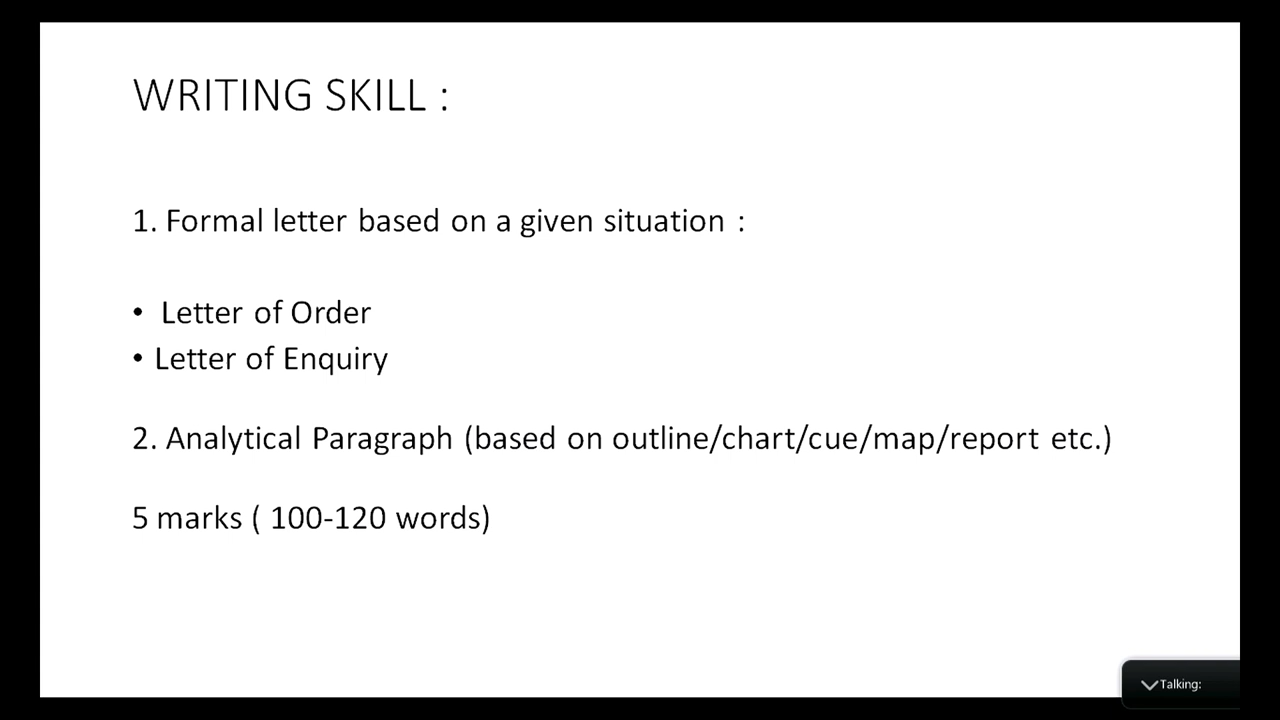 WRITING SKILL :
1. Formal letter based on a given situation :
• Letter of Order
• Letter of Enquiry
2. Analytical Paragraph (based on outline/chart/cue/map/report etc.)
5 marks ( 100-120 words)
Talking: